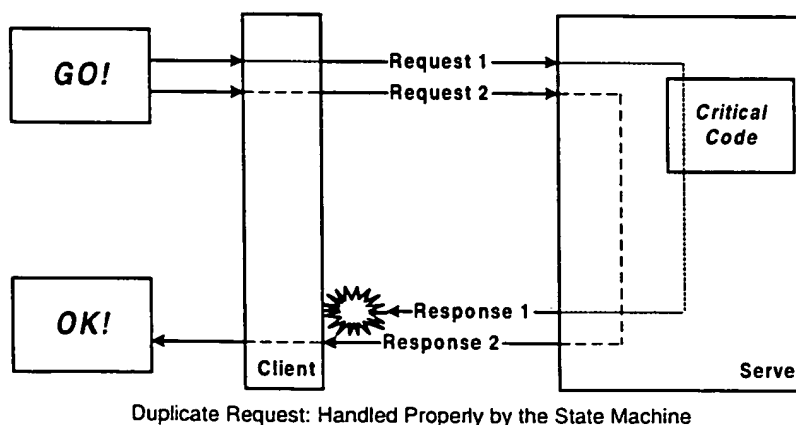 GO!
Request 1
Request 2
Critical
Code
OK!
Response 1
Response 2
Client
Serve
Duplicate Request: Handled Properly by the State Machine